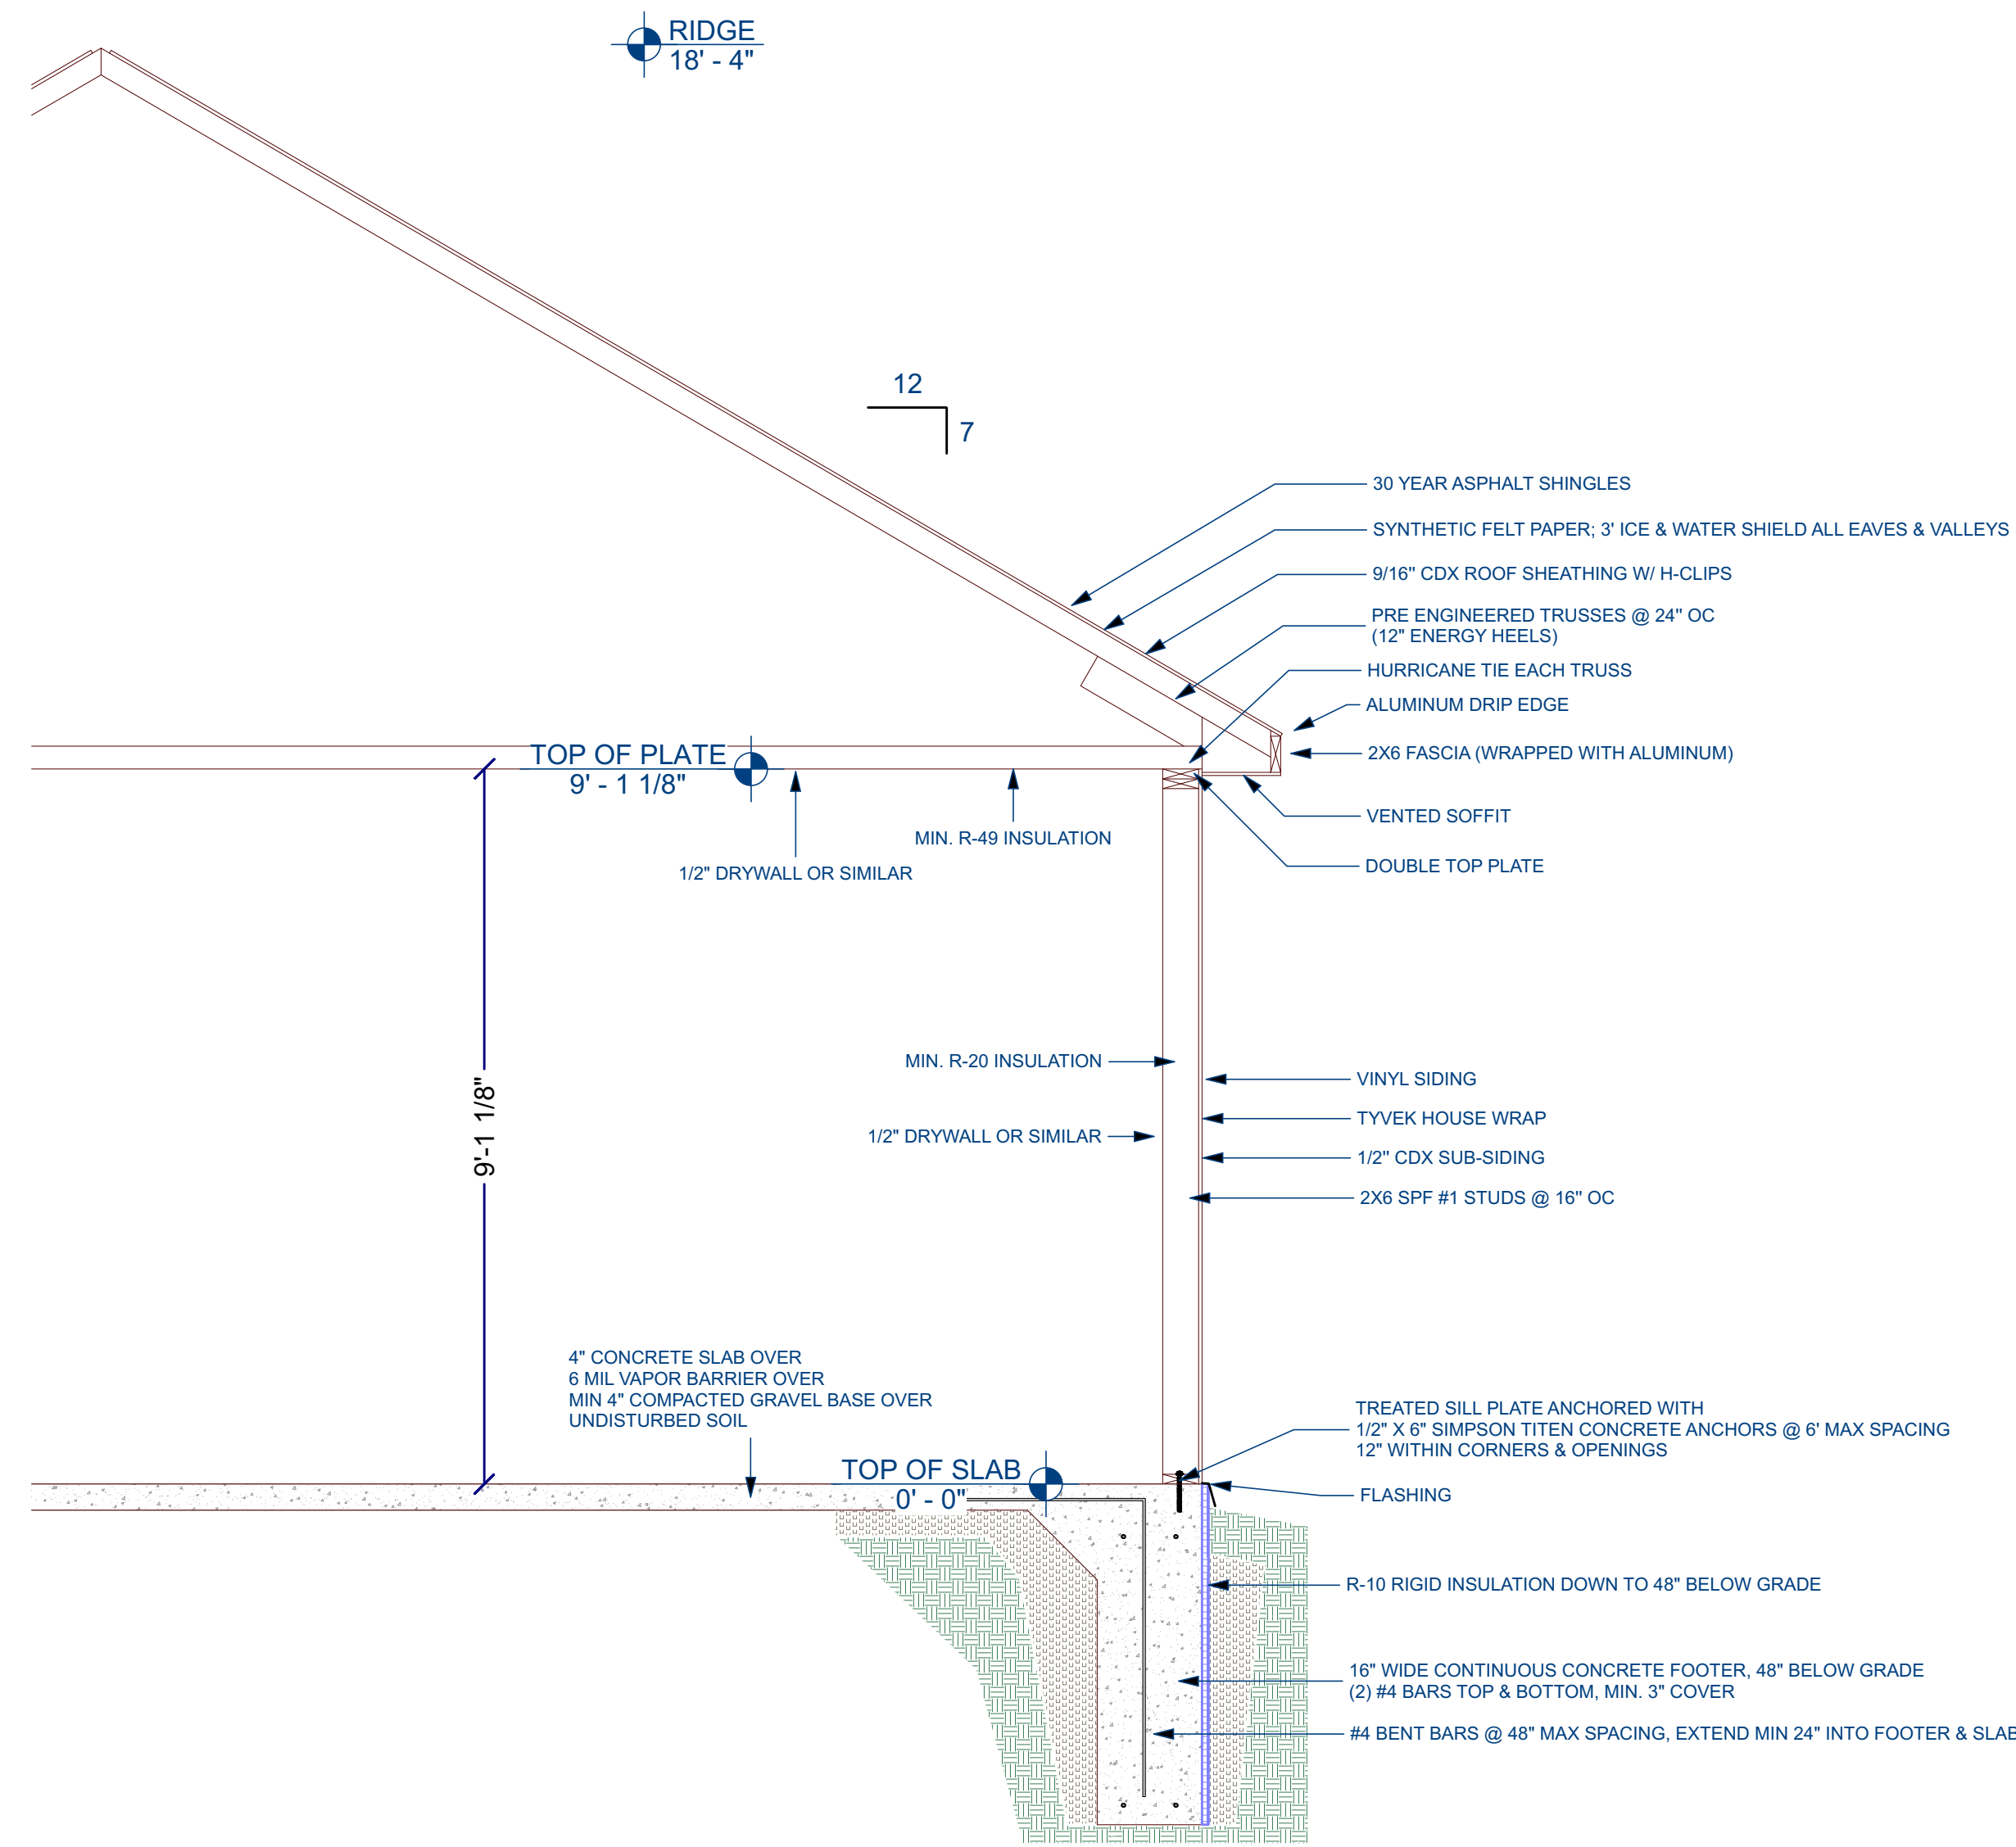 RIDGE
18' - 4"
12
7
30 YEAR ASPHALT SHINGLES
SYNTHETIC FELT PAPER; 3' ICE & WATER SHIELD ALL EAVES & VALLEYS
9/16" CDX ROOF SHEATHING W/ H-CLIPS
PRE ENGINEERED TRUSSES @ 24" OC
(12" ENERGY HEELS)
HURRICANE TIE EACH TRUSS
ALUMINUM DRIP EDGE
2X6 FASCIA (WRAPPED WITH ALUMINUM)
VENTED SOFFIT
DOUBLE TOP PLATE
TOP OF PLATE
9' - 1 1/8"
MIN. R-49 INSULATION
1/2" DRYWALL OR SIMILAR
9'-1 1/8"
MIN. R-20 INSULATION
1/2" DRYWALL OR SIMILAR
VINYL SIDING
TYVEK HOUSE WRAP
1/2" CDX SUB-SIDING
2X6 SPF #1 STUDS @ 16" OC
4" CONCRETE SLAB OVER
6 MIL VAPOR BARRIER OVER
MIN 4" COMPACTED GRAVEL BASE OVER
UNDISTURBED SOIL
TOP OF SLAB
0' - 0"
TREATED SILL PLATE ANCHORED WITH
1/2" X 6" SIMPSON TITEN CONCRETE ANCHORS @ 6' MAX SPACING
12" WITHIN CORNERS & OPENINGS
FLASHING
R-10 RIGID INSULATION DOWN TO 48" BELOW GRADE
16" WIDE CONTINUOUS CONCRETE FOOTER, 48" BELOW GRADE
(2) #4 BARS TOP & BOTTOM, MIN. 3" COVER
#4 BENT BARS @ 48" MAX SPACING, EXTEND MIN 24" INTO FOOTER & SLAB